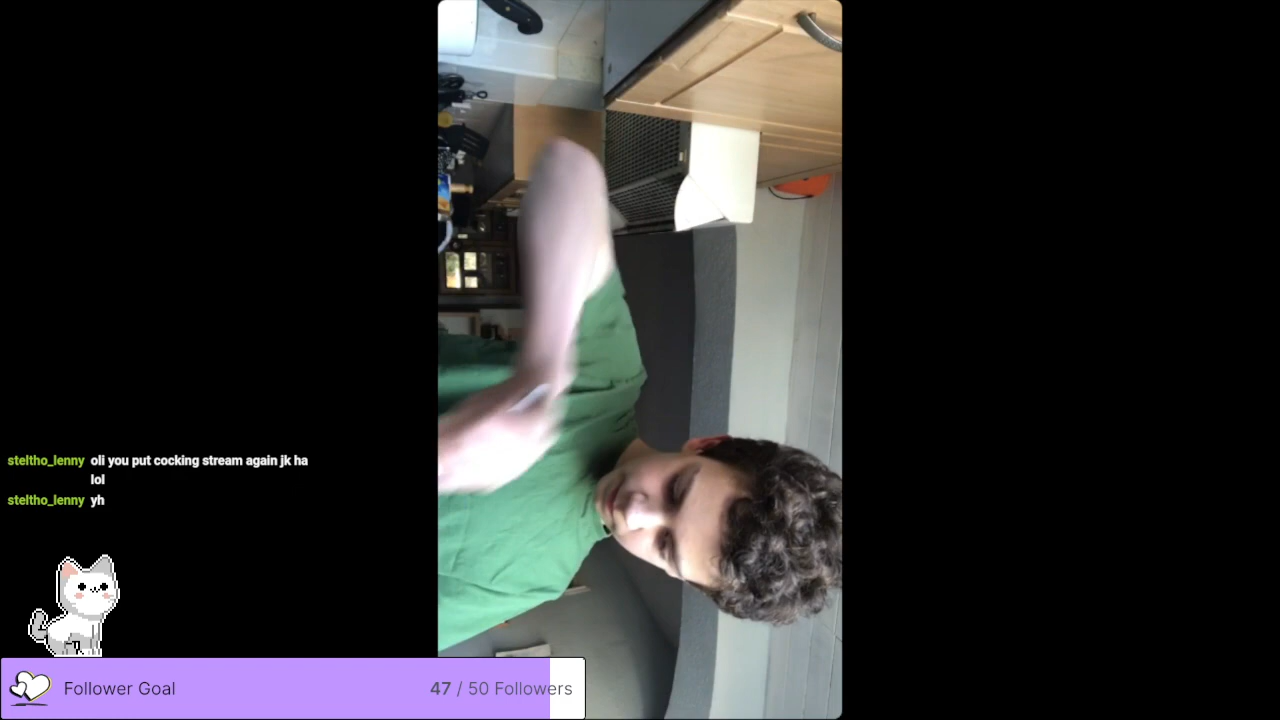 steltho_lenny oli you put cocking stream again jk ha
lol
steltho_lenny yh
Follower Goal 47 / 50 Followers